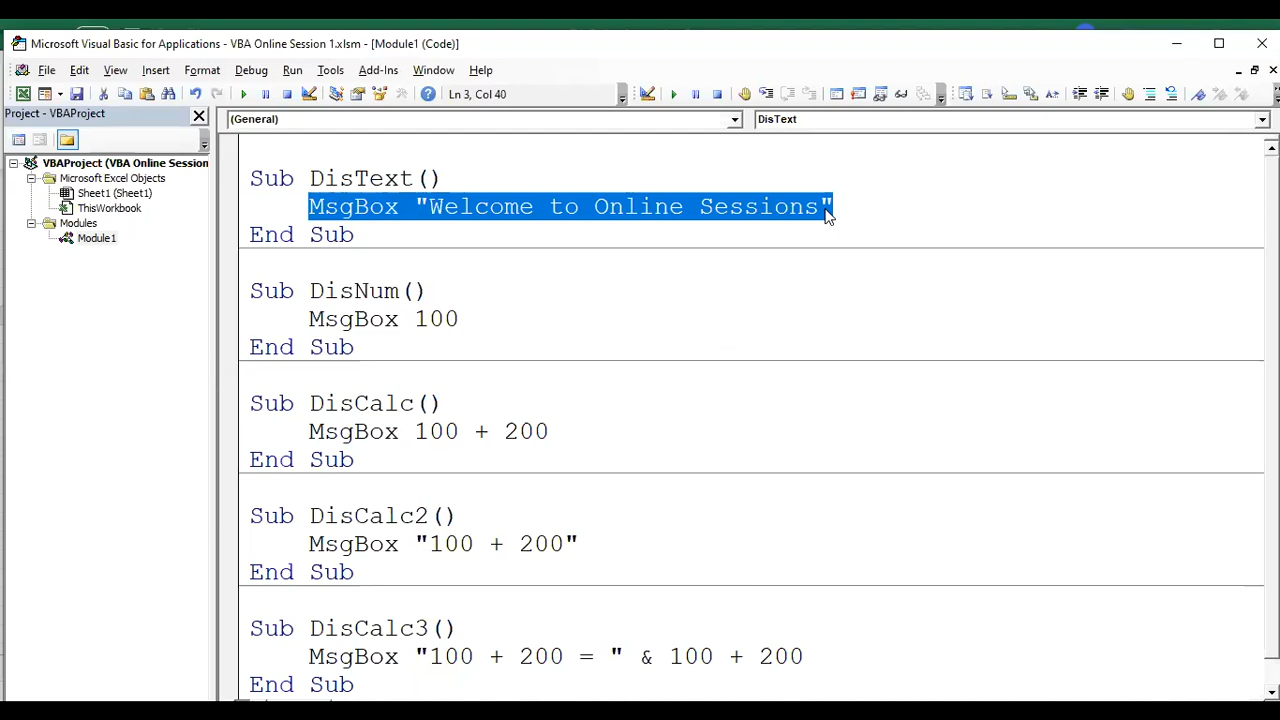 Microsoft Visual Basic for Applications - VBA Online Session 1.xlsm - [Module1 (Code)]
File Edit View Insert Format Debug Run Tools Add-Ins Window Help
Ln 3, Col 40
Project - VBAProject
(General)
DisText
VBAProject (VBA Online Session
Microsoft Excel Objects
Sheet1 (Sheet1)
ThisWorkbook
Modules
Module1
Sub DisText()
MsgBox "Welcome to Online Sessions"
End Sub
Sub DisNum()
MsgBox 100
End Sub
Sub DisCalc()
MsgBox 100 + 200
End Sub
Sub DisCalc2()
MsgBox "100 + 200"
End Sub
Sub DisCalc3()
MsgBox "100 + 200 = " & 100 + 200
End Sub